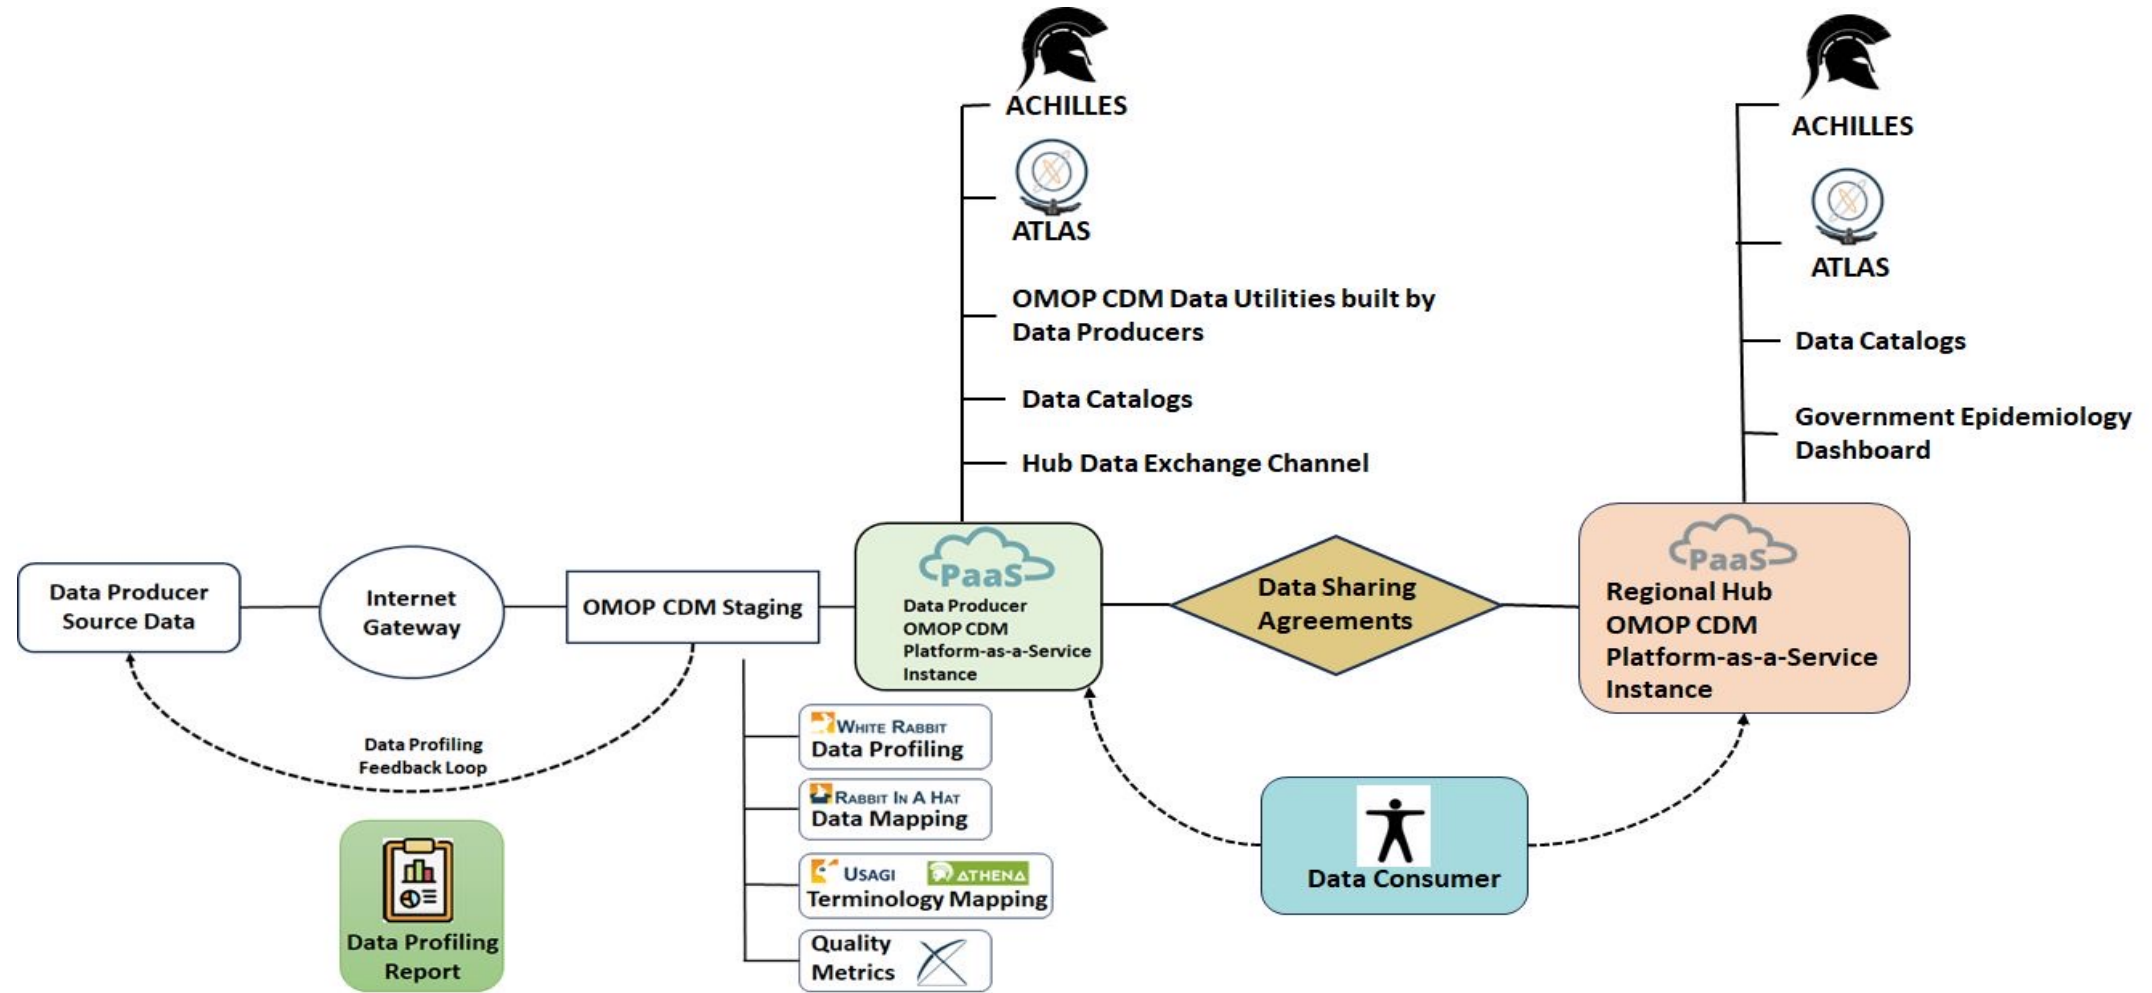 ACHILLES
ATLAS
OMOP CDM Data Utilities built by
Data Producers
Data Catalogs
Hub Data Exchange Channel
ACHILLES
ATLAS
Data Catalogs
Government Epidemiology
Dashboard
Data Producer
Source Data
Internet
Gateway
OMOP CDM Staging
PaaS
Data Producer
OMOP CDM
Platform-as-a-Service
Instance
Data Sharing
Agreements
PaaS
Regional Hub
OMOP CDM
Platform-as-a-Service
Instance
Data Profiling
Feedback Loop
Data Profiling
Report
WHITE RABBIT
Data Profiling
RABBIT IN A HAT
Data Mapping
USAGI ATHENA
Terminology Mapping
Quality
Metrics
Data Consumer